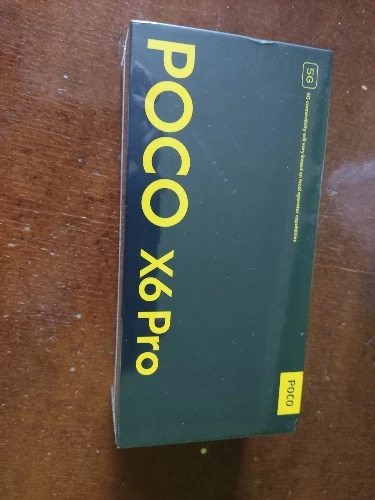 5G
5G connectivity will vary based on local operator capabilities
POCO
POCO X6 Pro